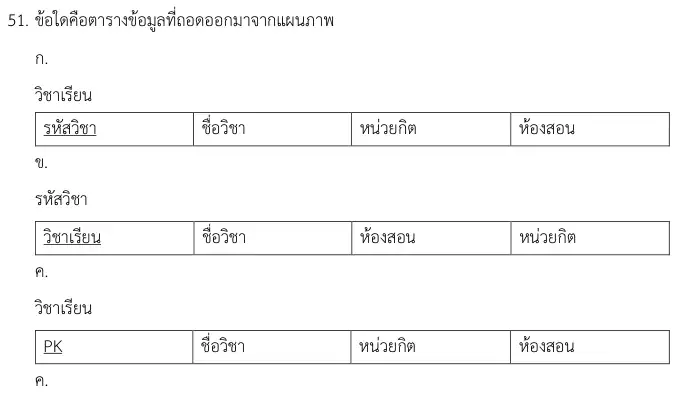 51. ข้อใดคือตารางข้อมูลที่ถอดออกมาจากแผนภาพ
ก.
วิชาเรียน
รหัสวิชา ชื่อวิชา หน่วยกิต ห้องสอน
ข.
รหัสวิชา
วิชาเรียน ชื่อวิชา ห้องสอน หน่วยกิต
ค.
วิชาเรียน
PK ชื่อวิชา หน่วยกิต ห้องสอน
ค.